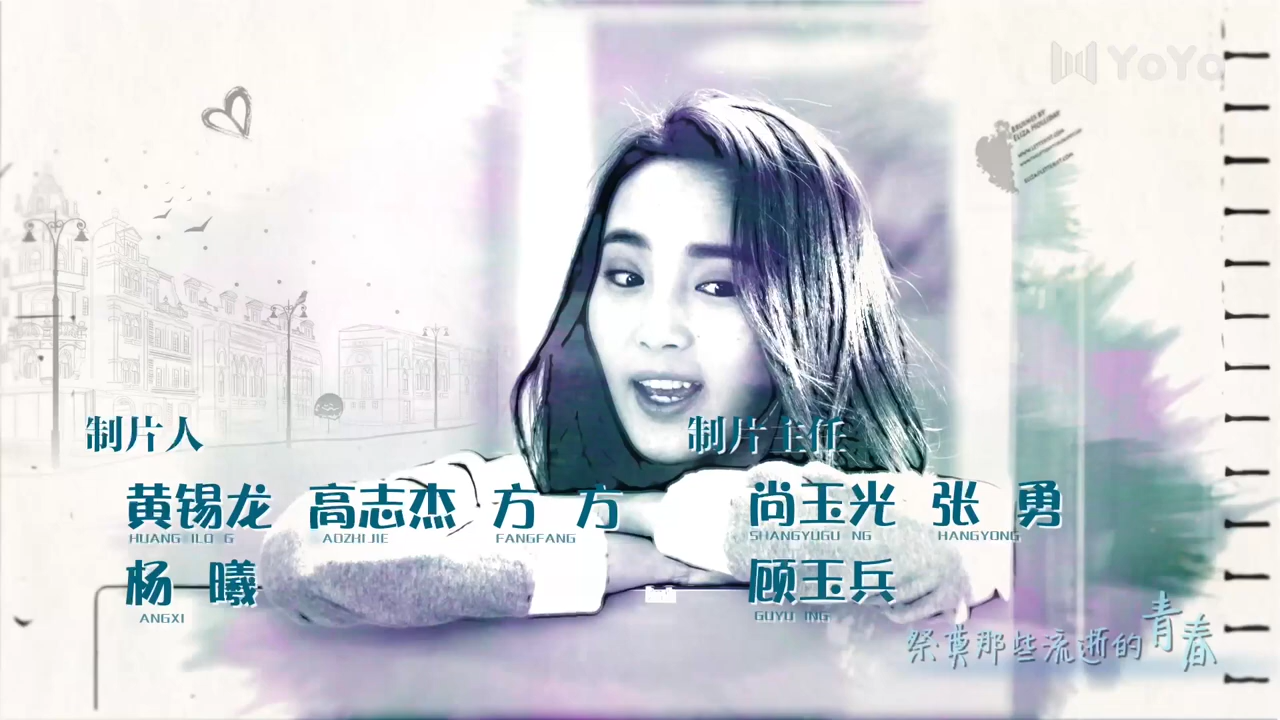 YoYo
BRUSHES BY
制片人
制片主任
黄锡龙 高志杰 方 方
HUANG ILO G AOZHIJIE FANGFANG
尚玉光 张 勇
SHANGYUGU NG HANGYONG
杨 曦
ANGXI
顾玉兵
GUYU ING
祭奠那些流逝的青春